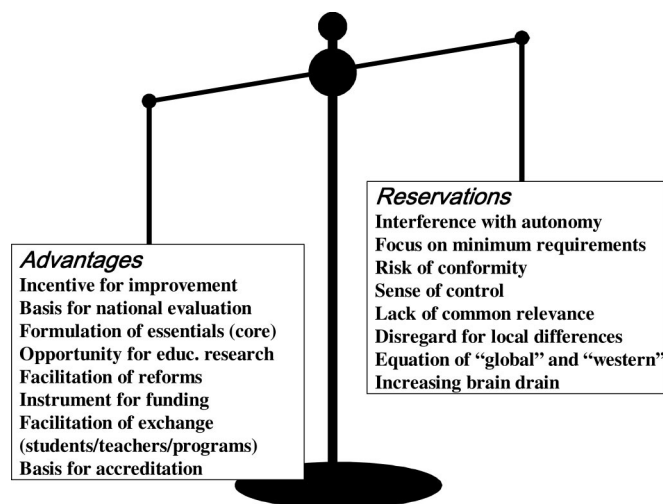 Advantages
Incentive for improvement
Basis for national evaluation
Formulation of essentials (core)
Opportunity for educ. research
Facilitation of reforms
Instrument for funding
Facilitation of exchange
(students/teachers/programs)
Basis for accreditation
Reservations
Interference with autonomy
Focus on minimum requirements
Risk of conformity
Sense of control
Lack of common relevance
Disregard for local differences
Equation of “global” and “western”
Increasing brain drain